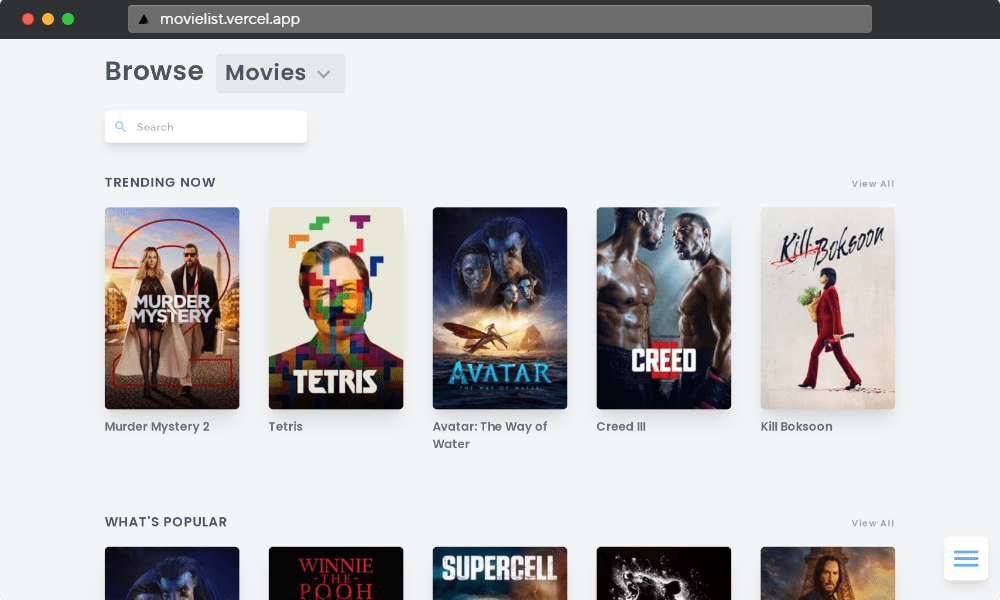 movielist.vercel.app
Browse Movies
Search
TRENDING NOW
View All
MURDER
MYSTERY
2
TETRIS
AVATAR
THE WAY OF WATER
CREED
III
Kill Boksoon
Murder Mystery 2
Tetris
Avatar: The Way of
Water
Creed III
Kill Boksoon
WHAT'S POPULAR
View All
WINNIE
-THE-
POOH
SUPERCELL